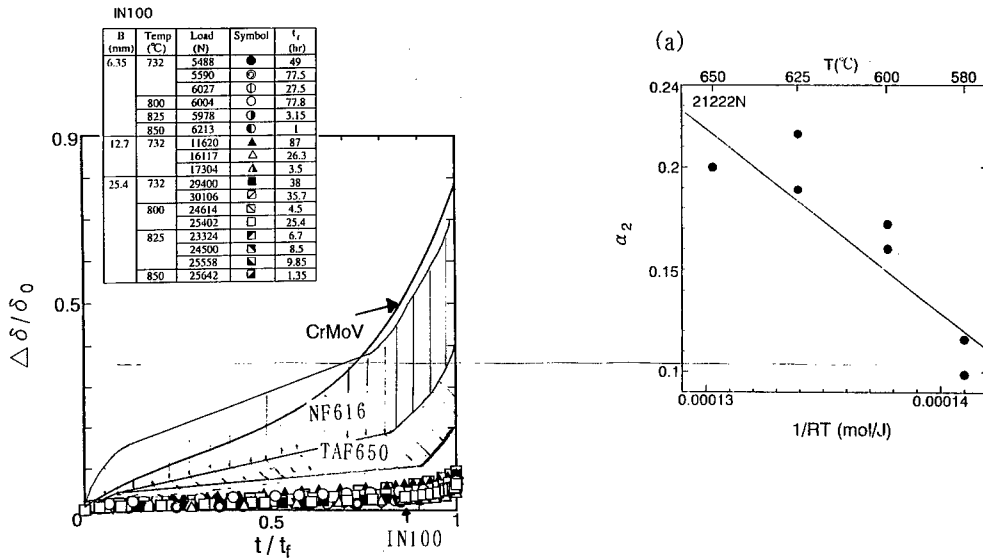 IN100
B (mm) Temp (℃) Load (N) Symbol t_r (hr)
6.35 732 5488 49
5590 77.5
6027 27.5
800 6004 77.8
825 5978 3.15
850 6213 1
12.7 732 11620 87
16117 26.3
17304 3.5
25.4 732 29400 38
30106 35.7
800 24614 4.5
25402 25.4
825 23324 6.7
24500 8.5
25558 9.85
850 25642 1.35
0.9
0.5
Δδ/δ0
CrMoV
NF616
TAF650
0 0.5 1
t/tf
IN100
(a)
T(℃)
650 625 600 580
0.24
21222N
0.2
α2
0.15
0.1
0.00013 0.00014
1/RT (mol/J)